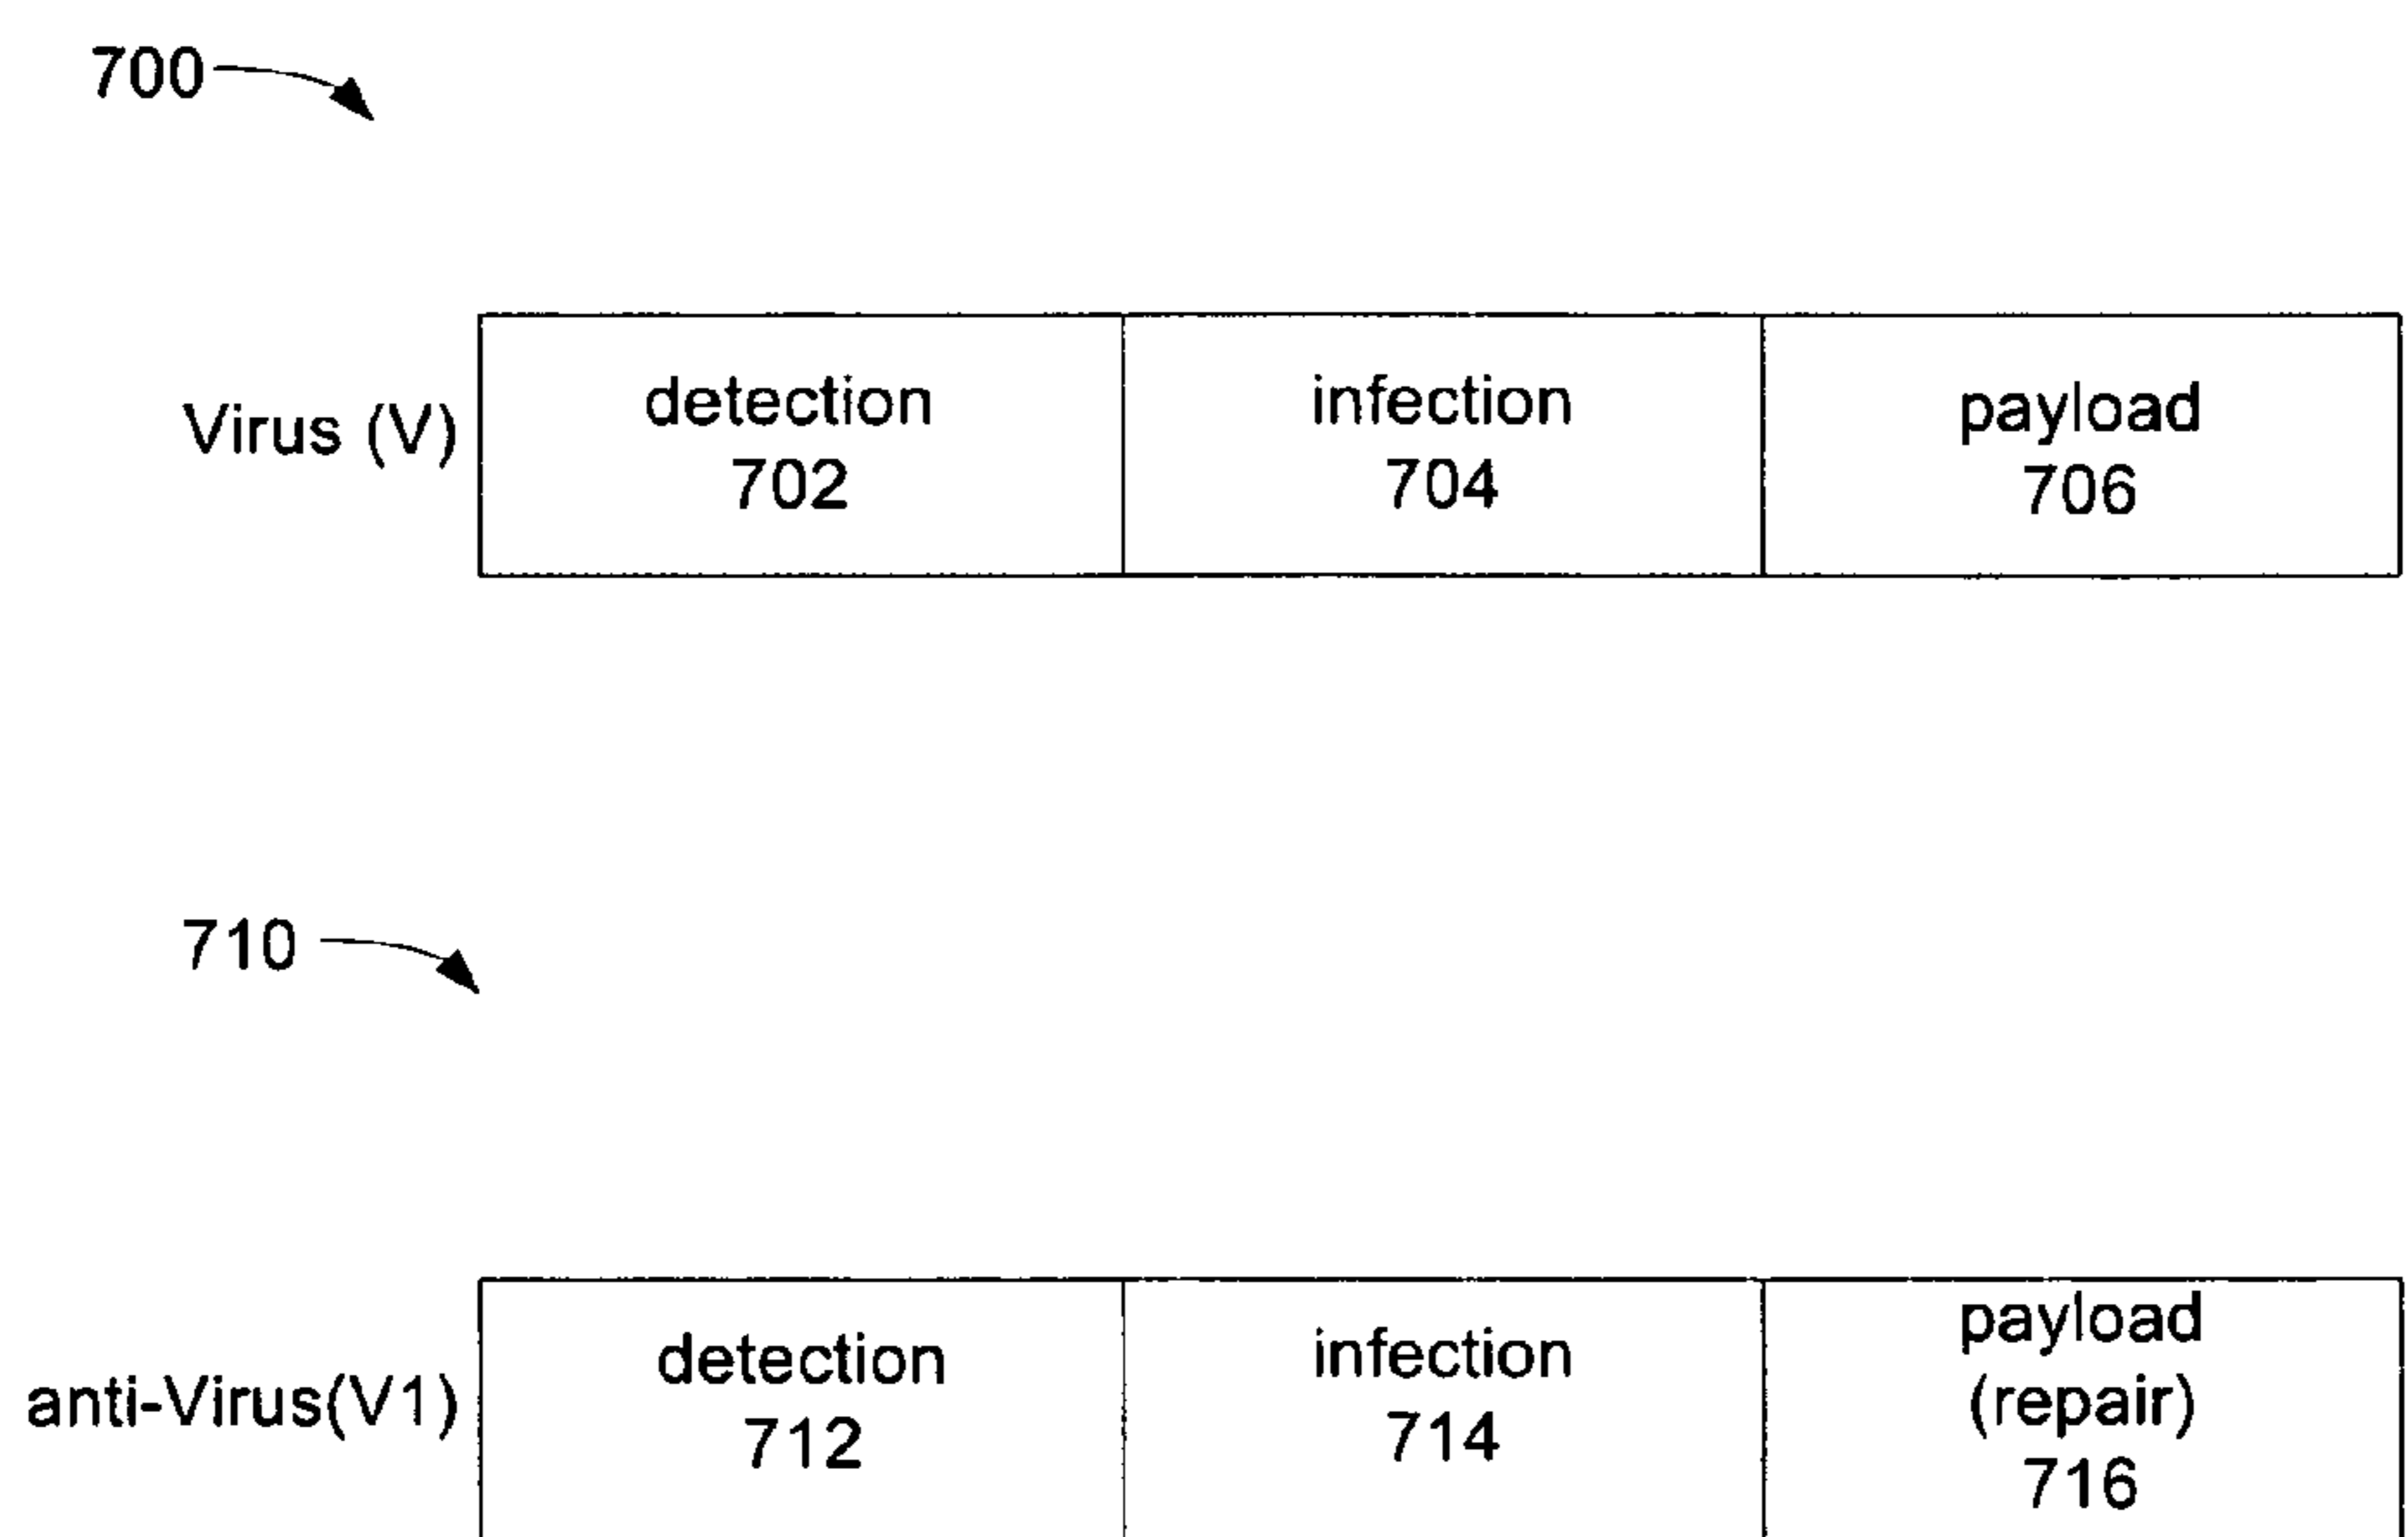 700
Virus (V)
detection
702
infection
704
payload
706
710
anti-Virus(V1)
detection
712
infection
714
payload
(repair)
716